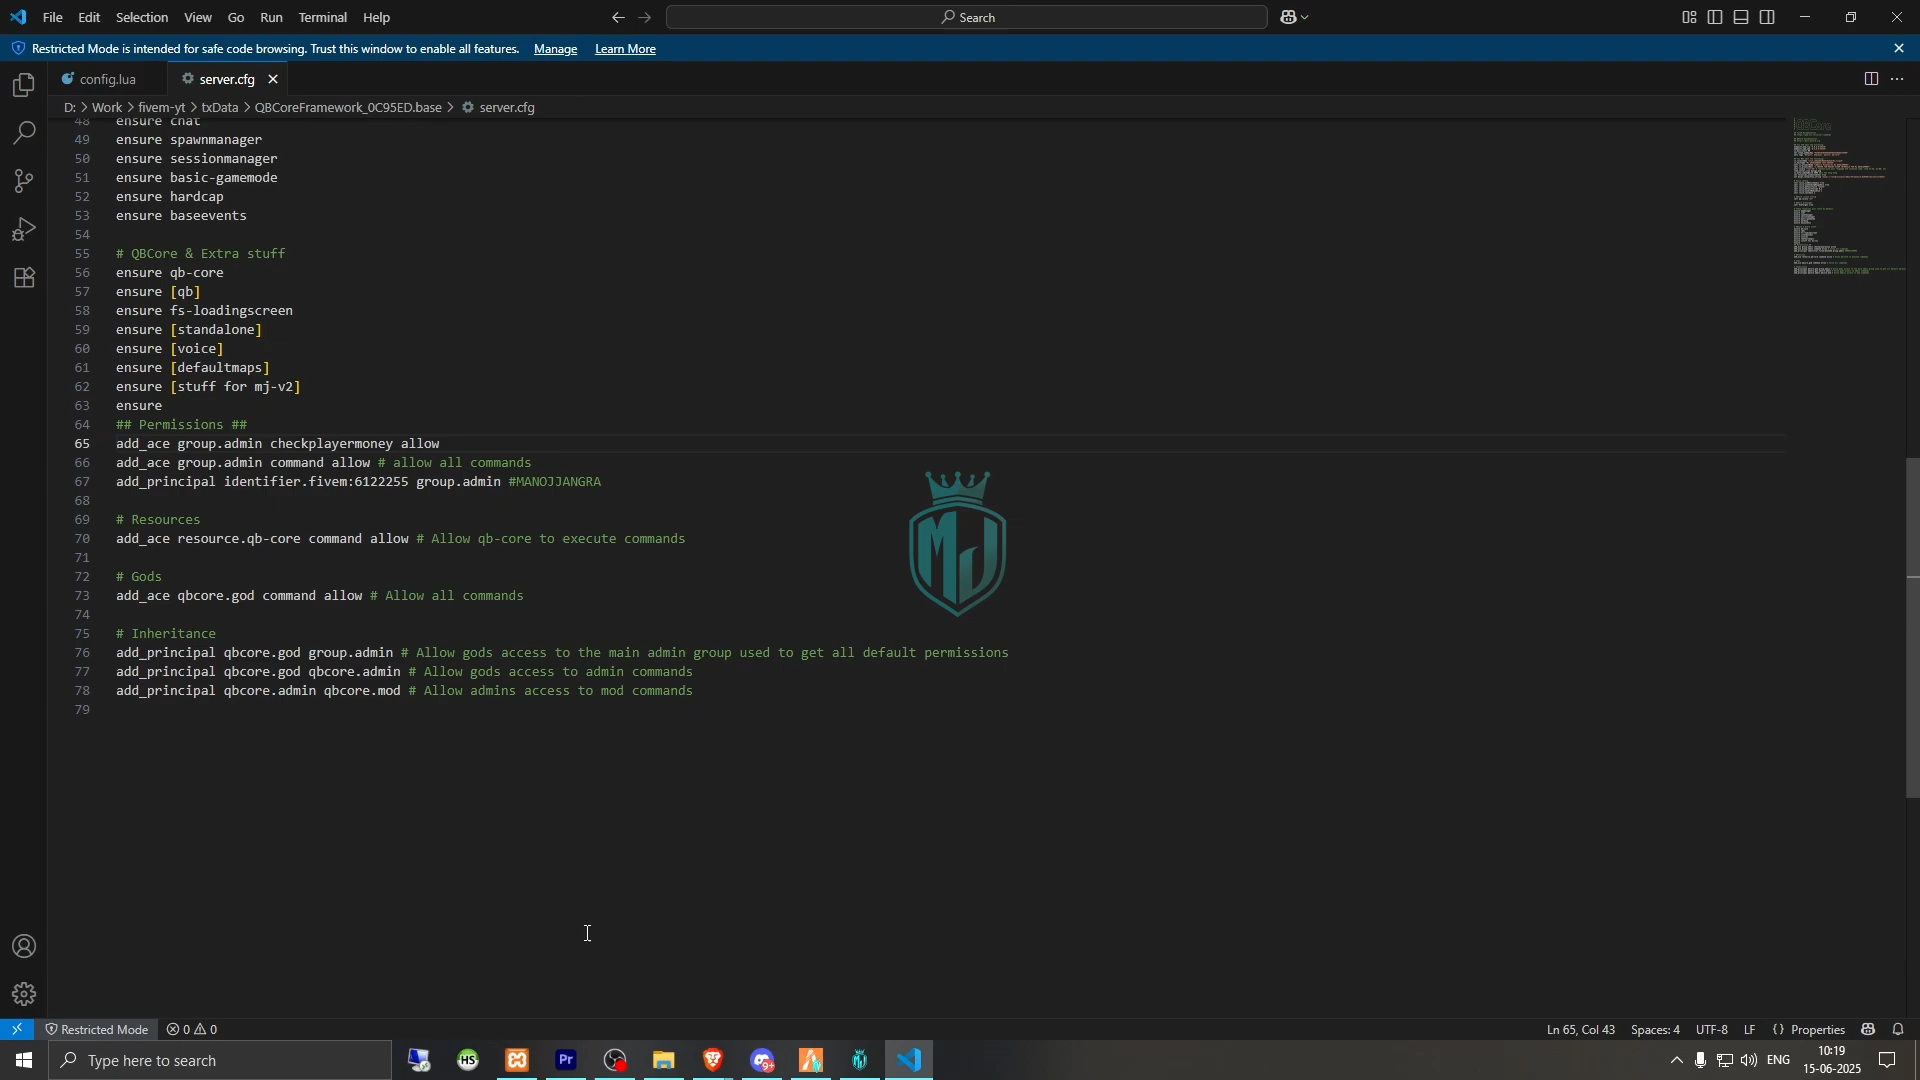 File Edit Selection View Go Run Terminal Help
Search
Restricted Mode is intended for safe code browsing. Trust this window to enable all features. Manage Learn More
config.lua
server.cfg
D: > Work > fivem-yt > txData > QBCoreFramework_0C95ED.base > server.cfg
48 ensure chat
49 ensure spawnmanager
50 ensure sessionmanager
51 ensure basic-gamemode
52 ensure hardcap
53 ensure baseevents
54
55 # QBCore & Extra stuff
56 ensure qb-core
57 ensure [qb]
58 ensure fs-loadingscreen
59 ensure [standalone]
60 ensure [voice]
61 ensure [defaultmaps]
62 ensure [stuff for mj-v2]
63 ensure
64 ## Permissions ##
65 add_ace group.admin checkplayermoney allow
66 add_ace group.admin command allow # allow all commands
67 add_principal identifier.fivem:6122255 group.admin #MANOJJANGRA
68
69 # Resources
70 add_ace resource.qb-core command allow # Allow qb-core to execute commands
71
72 # Gods
73 add_ace qbcore.god command allow # Allow all commands
74
75 # Inheritance
76 add_principal qbcore.god group.admin # Allow gods access to the main admin group used to get all default permissions
77 add_principal qbcore.god qbcore.admin # Allow gods access to admin commands
78 add_principal qbcore.admin qbcore.mod # Allow admins access to mod commands
79
MJ
Restricted Mode 0 0
Ln 65, Col 43 Spaces: 4 UTF-8 LF {} Properties
Type here to search
HS
Pr
9+
ENG
10:19
15-06-2025